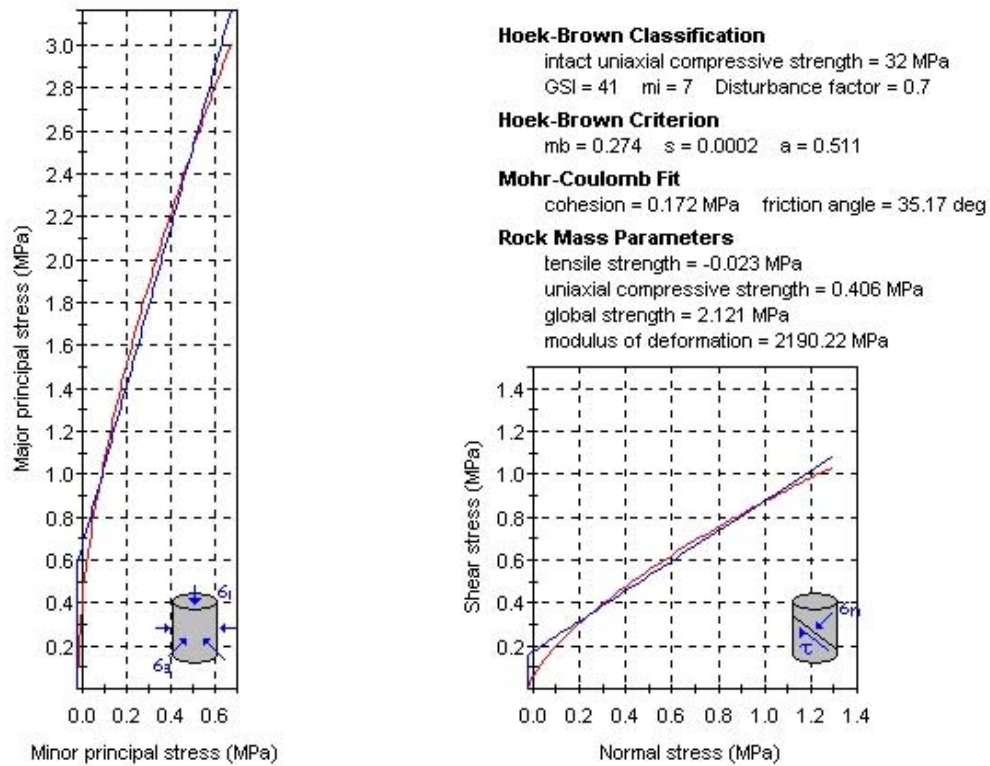 Hoek-Brown Classification
intact uniaxial compressive strength = 32 MPa
GSI = 41 mi = 7 Disturbance factor = 0.7
Hoek-Brown Criterion
mb = 0.274 s = 0.0002 a = 0.511
Mohr-Coulomb Fit
cohesion = 0.172 MPa friction angle = 35.17 deg
Rock Mass Parameters
tensile strength = -0.023 MPa
uniaxial compressive strength = 0.406 MPa
global strength = 2.121 MPa
modulus of deformation = 2190.22 MPa
Major principal stress (MPa)
3.0
2.8
2.6
2.4
2.2
2.0
1.8
1.6
1.4
1.2
1.0
0.8
0.6
0.4
0.2
0.0 0.2 0.4 0.6
Minor principal stress (MPa)
σ1
σ3
Shear stress (MPa)
1.4
1.2
1.0
0.8
0.6
0.4
0.2
0.0 0.2 0.4 0.6 0.8 1.0 1.2 1.4
Normal stress (MPa)
σn
τ